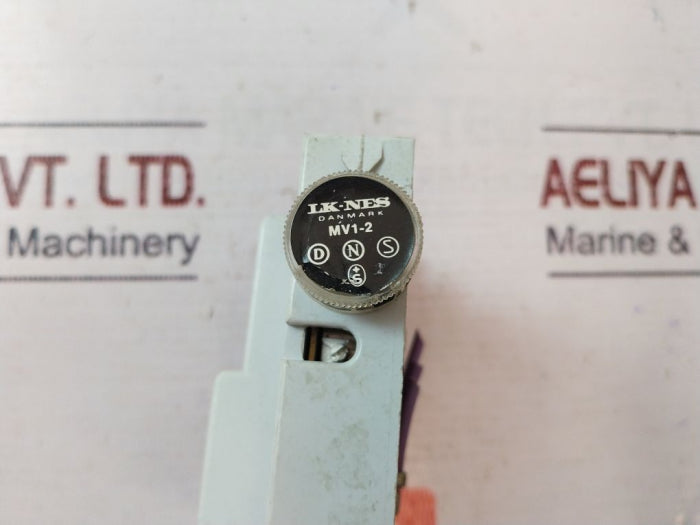 VT. LTD.
Machinery
AELIYA
Marine &
LK-NES
DANMARK
MV1-2
D N S
+S